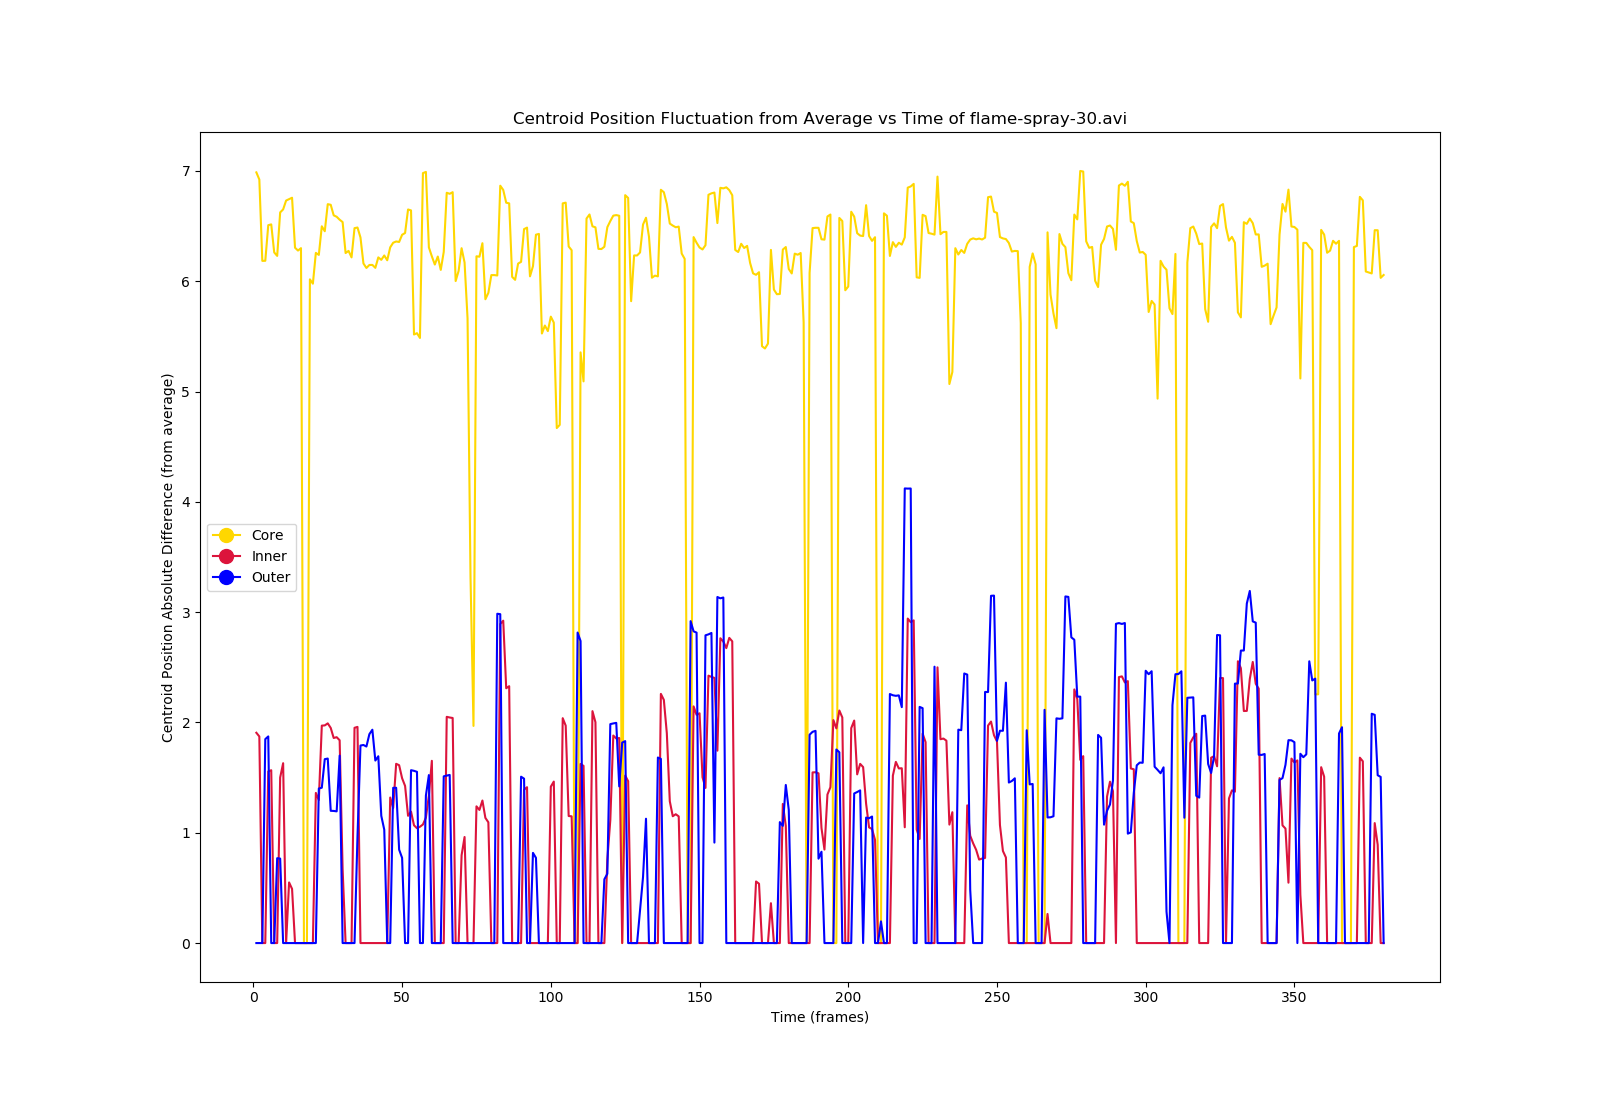 Centroid Position Fluctuation from Average vs Time of flame-spray-30.avi
Centroid Position Absolute Difference (from average)
7
6
5
4
3
2
1
0
Core
Inner
Outer
0 50 100 150 200 250 300 350
Time (frames)